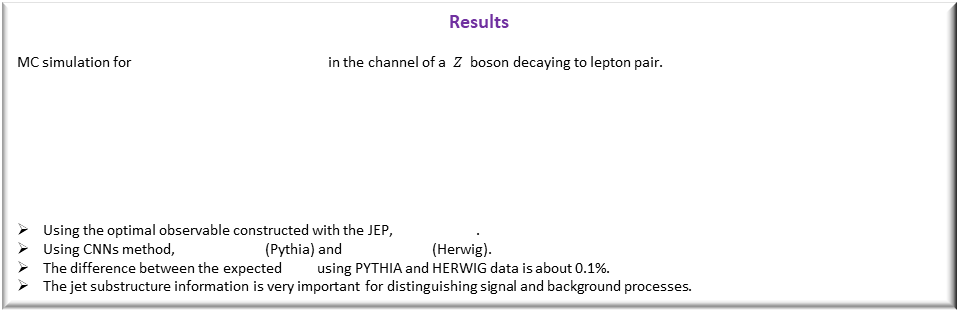 Results
MC simulation for in the channel of a Z boson decaying to lepton pair.
➢ Using the optimal observable constructed with the JEP, .
➢ Using CNNs method, (Pythia) and (Herwig).
➢ The difference between the expected using PYTHIA and HERWIG data is about 0.1%.
➢ The jet substructure information is very important for distinguishing signal and background processes.